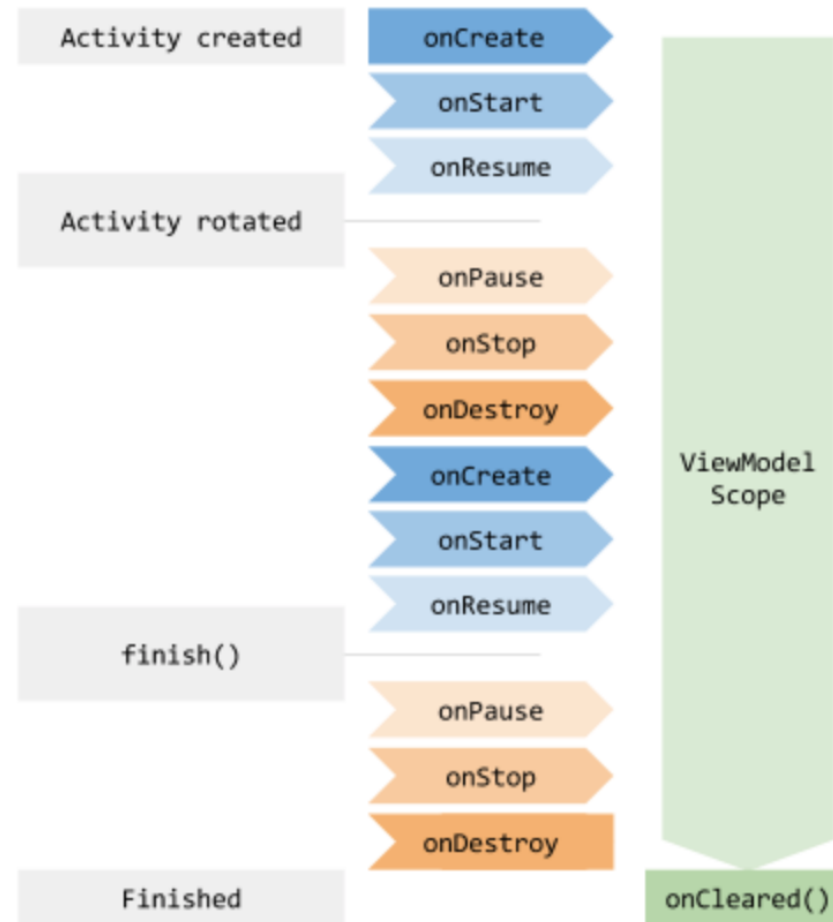 Activity created
onCreate
onStart
onResume
Activity rotated
onPause
onStop
onDestroy
onCreate
ViewModel
Scope
onStart
onResume
finish()
onPause
onStop
onDestroy
Finished
onCleared()